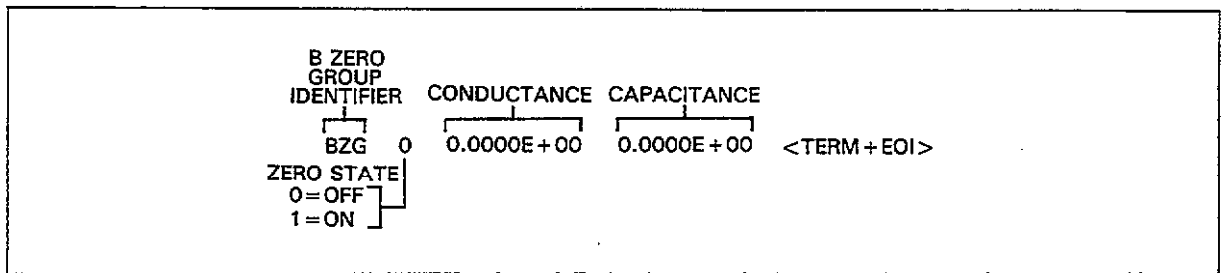 B ZERO
GROUP
IDENTIFIER CONDUCTANCE CAPACITANCE
BZG 0 0.0000E+00 0.0000E+00 <TERM+EOI>
ZERO STATE
0=OFF
1=ON